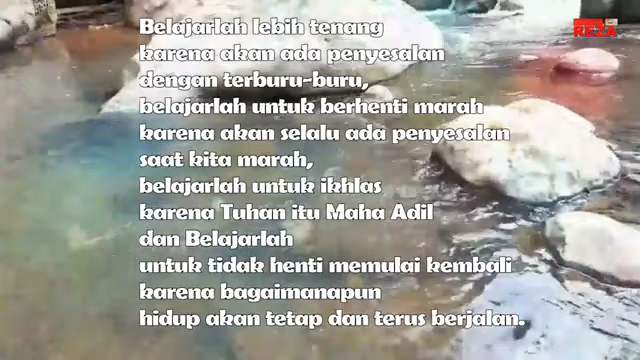 REZA
Belajarlah lebih tenang
karena akan ada penyesalan
dengan terburu-buru,
belajarlah untuk berhenti marah
karena akan selalu ada penyesalan
saat kita marah,
belajarlah untuk ikhlas
karena Tuhan itu Maha Adil
dan Belajarlah
untuk tidak henti memulai kembali
karena bagaimanapun
hidup akan tetap dan terus berjalan.